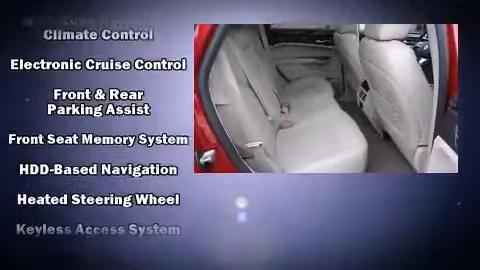 Climate Control
Electronic Cruise Control
Front & Rear
Parking Assist
Front Seat Memory System
HDD-Based Navigation
Heated Steering Wheel
Keyless Access System